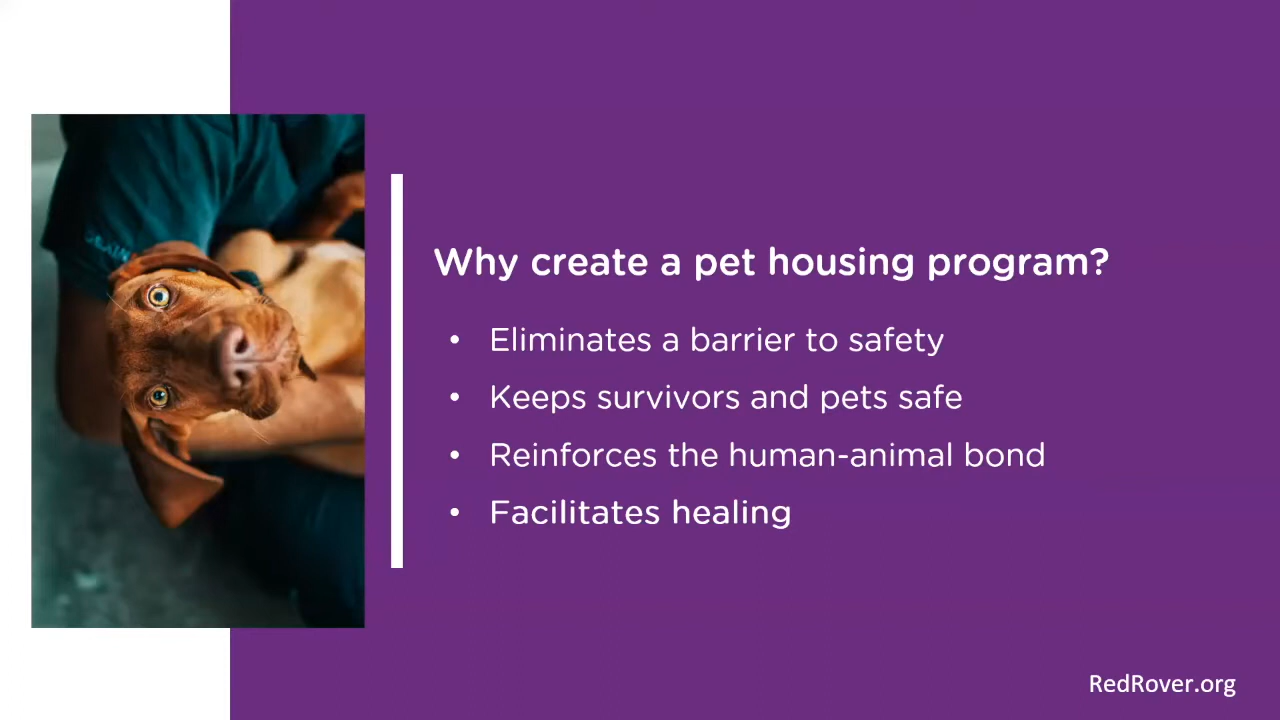 Why create a pet housing program?
• Eliminates a barrier to safety
• Keeps survivors and pets safe
• Reinforces the human-animal bond
• Facilitates healing
RedRover.org